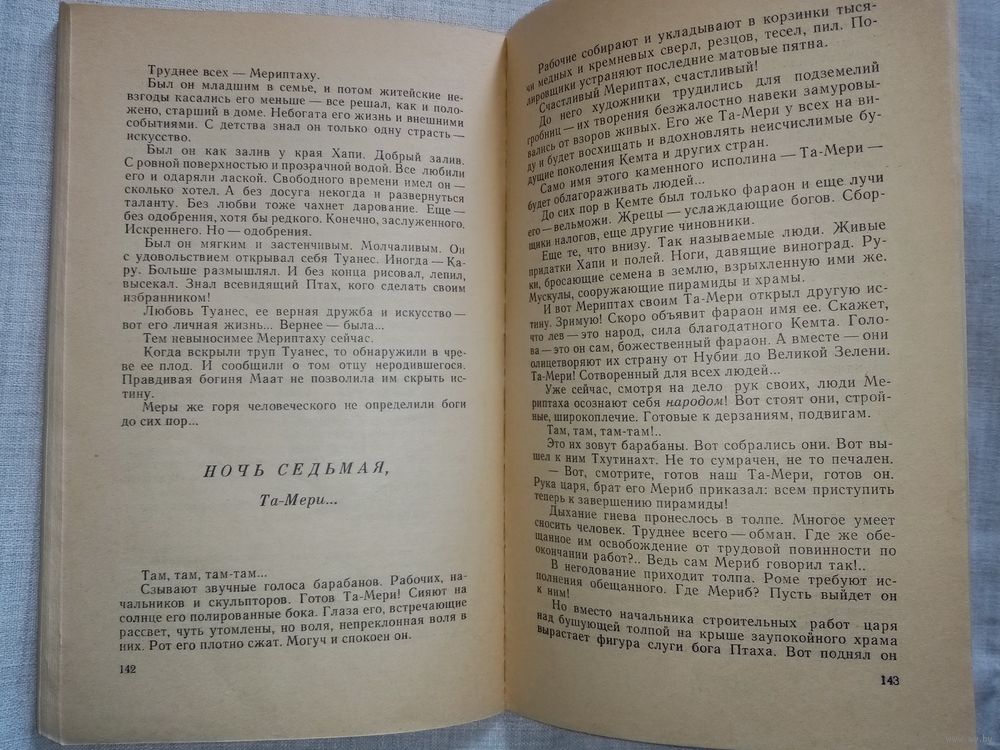 Труднее всех — Мериптаху.
Был он младшим в семье, и потом житейские не-
взгоды касались его меньше — все решал, как и по-
ложено, старший в доме. Небогата его жизнь и внешними
событиями. С детства знал он только одну страсть —
искусство.
Был он как залив у края Хапи. Добрый залив.
С ровной поверхностью и прозрачной водой. Все любили
его и одаряли лаской. Свободного времени имел он —
сколько хотел. А без досуга некогда и развернуться
таланту. Без любви тоже чахнет дарование. Еще —
без одобрения, хотя бы редкого. Конечно, заслуженного.
Искреннего. Но — одобрения.
Был он мягким и застенчивым. Молчаливым. Он
с удовольствием открывал себя Туанес. Иногда — Ка-
ру. Больше размышлял. И без конца рисовал, лепил,
высекал. Знал всевидящий Птах, кого сделать своим
избранником!
Любовь Туанес, ее верная дружба и искусство —
вот его личная жизнь... Вернее — была...
Тем невыносимее Мериптаху сейчас.
Когда вскрыли труп Туанес, то обнаружили в чре-
ве ее плод. И сообщили о том отцу неродившегося.
Правдивая богиня Маат не позволила им скрыть ис-
тину.
Меры же горя человеческого не определили боги
до сих пор...
НОЧЬ СЕДЬМАЯ,
Та-Мери...
Там, там, там-там...
Сзывают звучные голоса барабанов. Рабочих, на-
чальников и скульпторов. Готов Та-Мери! Сияют на
солнце его полированные бока. Глаза его, встречающие
рассвет, чуть утомлены, но воля, непреклонная воля в
них. Рот его плотно сжат. Могуч и спокоен он.
142
Рабочие собирают и укладывают в корзинки тыся-
чи медных и кремневых сверл, резцов, тесел, пил. По-
лировщики устраняют последние матовые пятна.
Счастливый Мериптах, счастливый!
До него художники трудились для подземелий
гробниц — их творения безжалостно навеки замуровы-
вались от взоров живых. Его же Та-Мери у всех на ви-
ду и будет восхищать и вдохновлять неисчислимые бу-
дущие поколения Кемта и других стран.
Само имя этого каменного исполина — Та-Мери —
будет облагораживать людей...
До сих пор в Кемте был только фараон и еще лучи
его — вельможи. Жрецы — услаждающие богов. Сбор-
щики налогов, еще другие чиновники.
Еще те, что внизу. Так называемые люди. Живые
придатки Хапи и полей. Ноги, давящие виноград. Ру-
ки, бросающие семена в землю, взрыхленную ими же.
Мускулы, сооружающие пирамиды и храмы.
И вот Мериптах своим Та-Мери открыл другую ис-
тину. Зримую! Скоро объявит фараон имя ее. Скажет,
что лев — это народ, сила благодатного Кемта. Голо-
ва — это он сам, божественный фараон. А вместе — они
олицетворяют их страну от Нубии до Великой Зелени.
Та-Мери! Сотворенный для всех людей...
Уже сейчас, смотря на дело рук своих, люди Ме-
риптаха осознают себя народом! Вот стоят они, строй-
ные, широкоплечие. Готовые к дерзаниям, подвигам.
Там, там, там-там!..
Это их зовут барабаны. Вот собрались они. Вот вы-
шел к ним Тхутинахт. Не то сумрачен, не то печален.
— Вот, смотрите, готов наш Та-Мери, готов он.
Рука царя, брат его Мериб приказал: всем приступить
теперь к завершению пирамиды!
Дыхание гнева пронеслось в толпе. Многое умеет
сносить человек. Труднее всего — обман. Где же обе-
щанное им освобождение от трудовой повинности по
окончании работ?.. Ведь сам Мериб говорил так!..
В негодование приходит толпа. Роме требуют ис-
полнения обещанного. Где Мериб? Пусть выйдет он
к ним!
Но вместо начальника строительных работ царя
над бушующей толпой на крыше заупокойного храма
вырастает фигура слуги бога Птаха. Вот поднял он
143